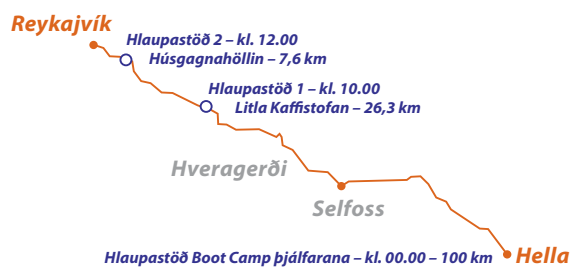 Reykajvík
Hlaupastöð 2 – kl. 12.00
Húsgagnahöllin – 7,6 km
Hlaupastöð 1 – kl. 10.00
Litla Kaffistofan – 26,3 km
Hveragerði
Selfoss
Hlaupastöð Boot Camp þjálfarana – kl. 00.00 – 100 km
Hella